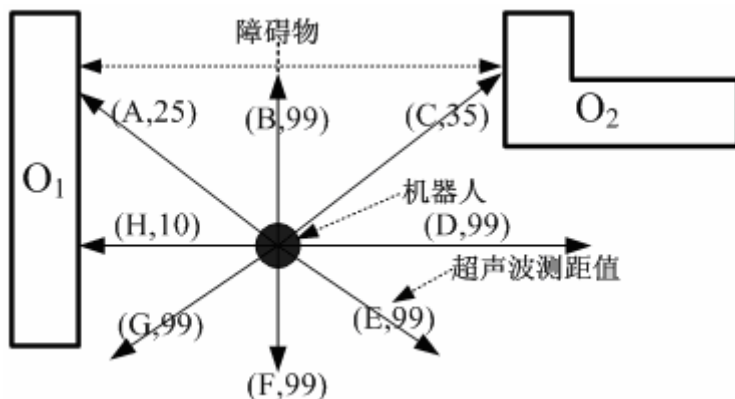 障碍物
(A,25)
(B,99)
(C,35)
O₂
O₁
机器人
(H,10)
(D,99)
超声波测距值
(G,99)
(E,99)
(F,99)